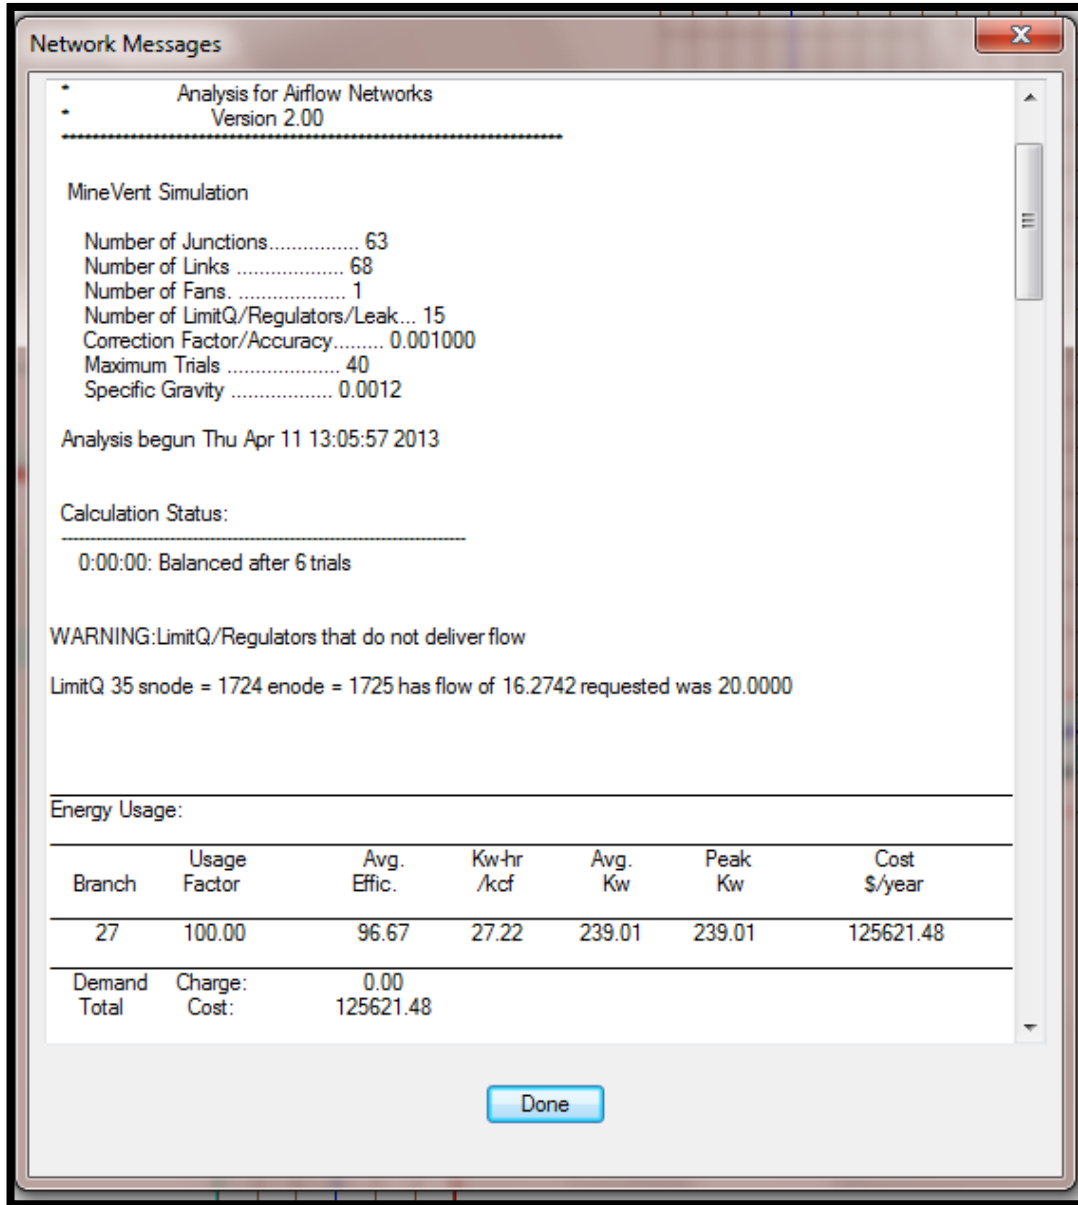 Network Messages
* Analysis for Airflow Networks
* Version 2.00
******************************************************************
MineVent Simulation
Number of Junctions................ 63
Number of Links ................... 68
Number of Fans. ................... 1
Number of LimitQ/Regulators/Leak... 15
Correction Factor/Accuracy......... 0.001000
Maximum Trials .................... 40
Specific Gravity .................. 0.0012
Analysis begun Thu Apr 11 13:05:57 2013
Calculation Status:
----------------------------------------------------------------------
0:00:00: Balanced after 6 trials
WARNING:LimitQ/Regulators that do not deliver flow
LimitQ 35 snode = 1724 enode = 1725 has flow of 16.2742 requested was 20.0000
Energy Usage:
Usage Avg. Kw-hr Avg. Peak Cost
Branch Factor Effic. /kcf Kw Kw $/year
27 100.00 96.67 27.22 239.01 239.01 125621.48
Demand Charge: 0.00
Total Cost: 125621.48
Done